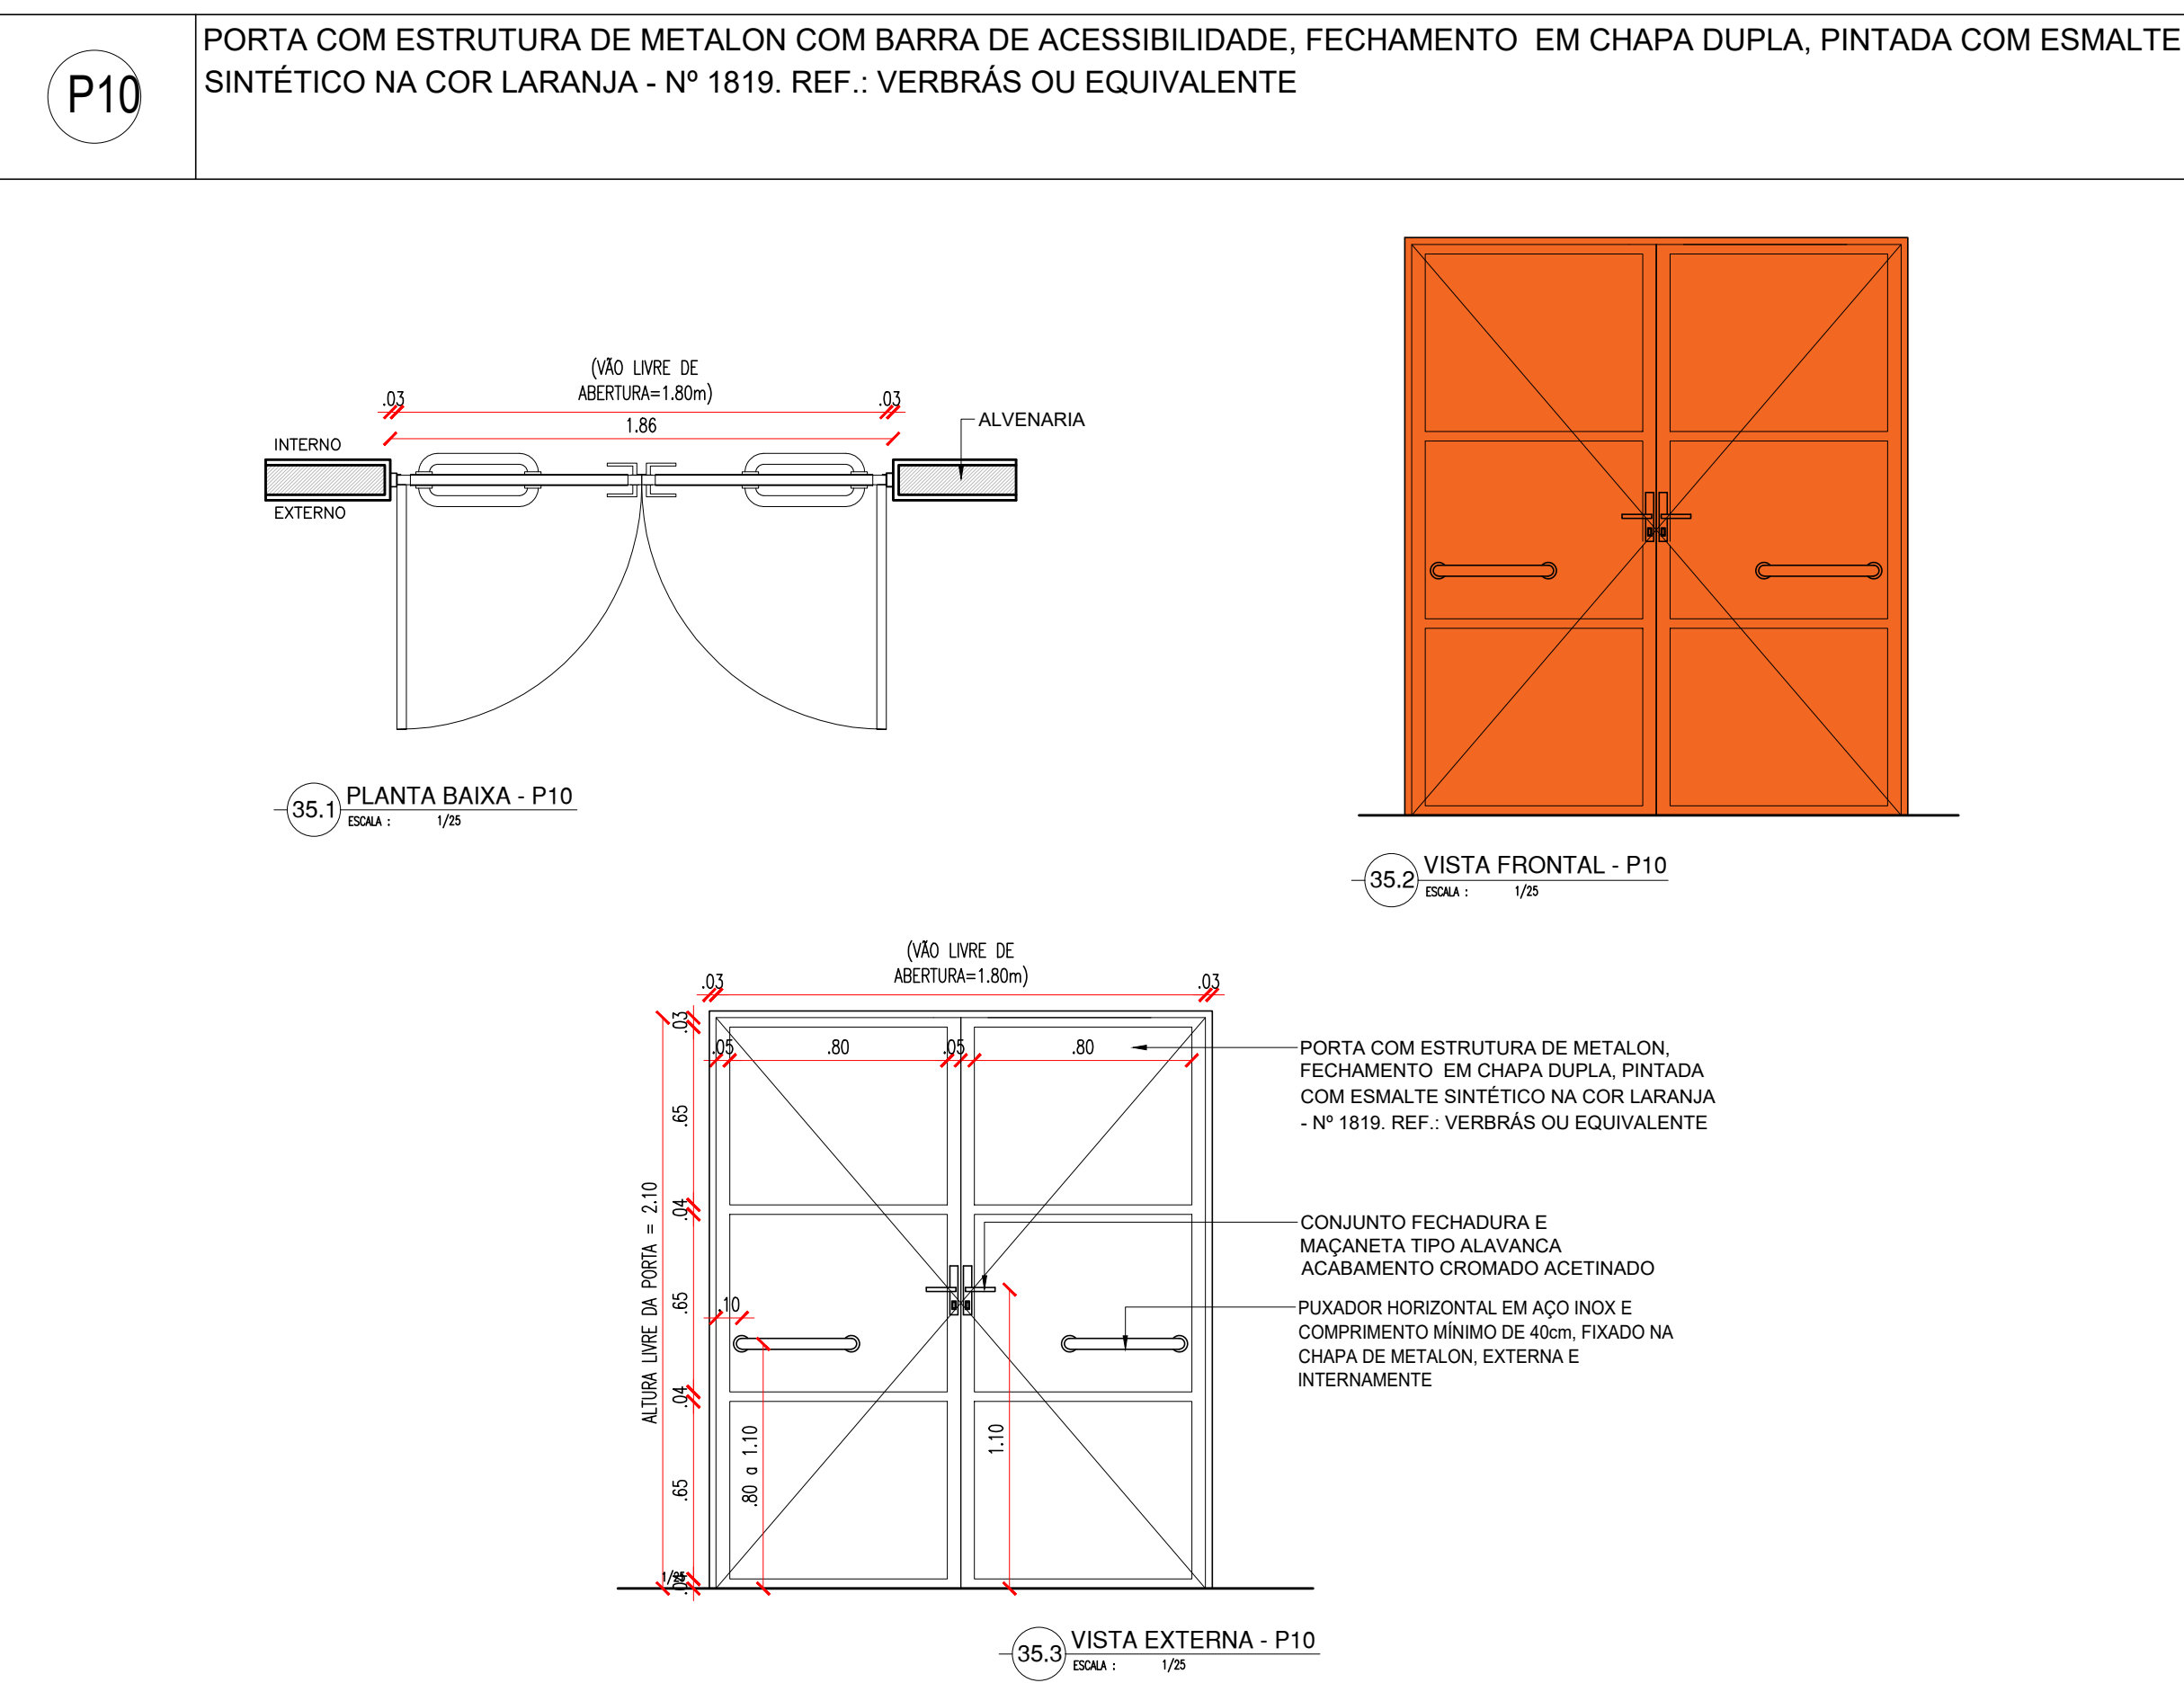 P10
PORTA COM ESTRUTURA DE METALON COM BARRA DE ACESSIBILIDADE, FECHAMENTO EM CHAPA DUPLA, PINTADA COM ESMALTE
SINTÉTICO NA COR LARANJA - Nº 1819. REF.: VERBRÁS OU EQUIVALENTE
(VÃO LIVRE DE
ABERTURA=1.80m)
.03
.03
1.86
ALVENARIA
INTERNO
EXTERNO
35.1
PLANTA BAIXA - P10
ESCALA : 1/25
35.2
VISTA FRONTAL - P10
ESCALA : 1/25
(VÃO LIVRE DE
ABERTURA=1.80m)
.03
.03
.03
.05
.80
.05
.80
.65
.04
.65
.04
.65
ALTURA LIVRE DA PORTA = 2.10
.10
.80 a 1.10
1.10
1/25
PORTA COM ESTRUTURA DE METALON,
FECHAMENTO EM CHAPA DUPLA, PINTADA
COM ESMALTE SINTÉTICO NA COR LARANJA
- Nº 1819. REF.: VERBRÁS OU EQUIVALENTE
CONJUNTO FECHADURA E
MAÇANETA TIPO ALAVANCA
ACABAMENTO CROMADO ACETINADO
PUXADOR HORIZONTAL EM AÇO INOX E
COMPRIMENTO MÍNIMO DE 40cm, FIXADO NA
CHAPA DE METALON, EXTERNA E
INTERNAMENTE
35.3
VISTA EXTERNA - P10
ESCALA : 1/25